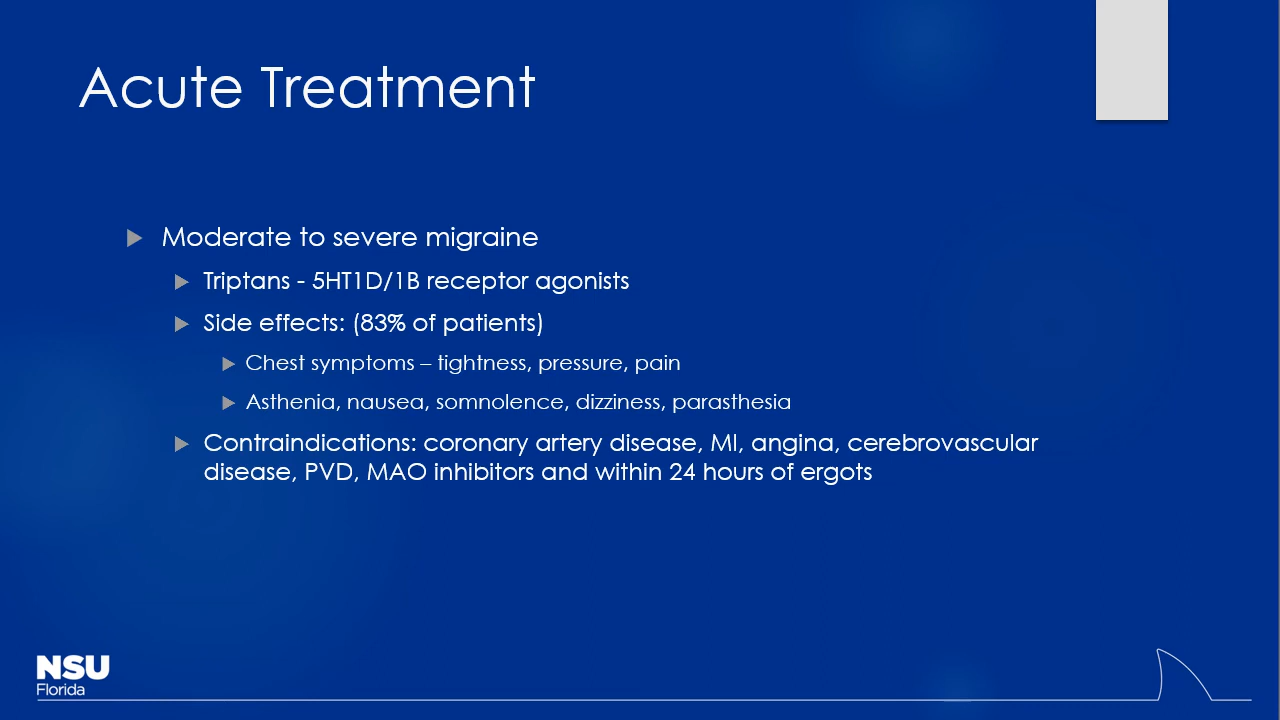 Acute Treatment
Moderate to severe migraine
Triptans - 5HT1D/1B receptor agonists
Side effects: (83% of patients)
Chest symptoms – tightness, pressure, pain
Asthenia, nausea, somnolence, dizziness, parasthesia
Contraindications: coronary artery disease, MI, angina, cerebrovascular
disease, PVD, MAO inhibitors and within 24 hours of ergots
NSU
Florida